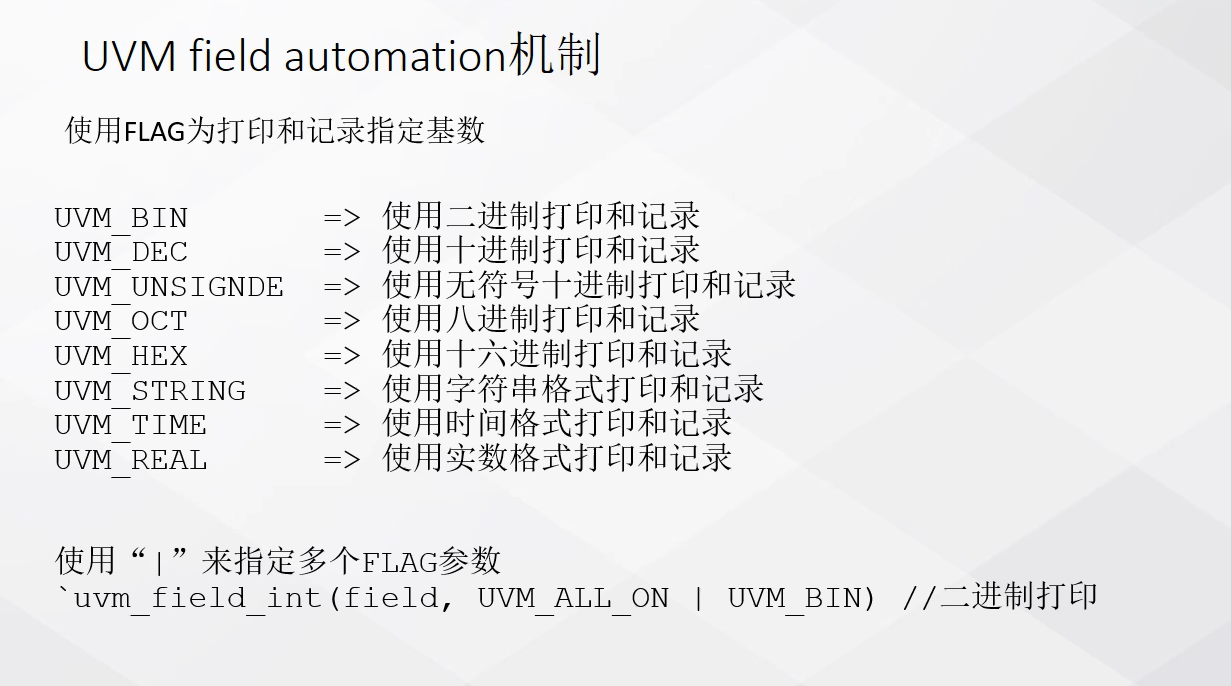 UVM field automation机制
使用FLAG为打印和记录指定基数
UVM_BIN => 使用二进制打印和记录
UVM_DEC => 使用十进制打印和记录
UVM_UNSIGNDE => 使用无符号十进制打印和记录
UVM_OCT => 使用八进制打印和记录
UVM_HEX => 使用十六进制打印和记录
UVM_STRING => 使用字符串格式打印和记录
UVM_TIME => 使用时间格式打印和记录
UVM_REAL => 使用实数格式打印和记录
使用“|”来指定多个FLAG参数
`uvm_field_int(field, UVM_ALL_ON | UVM_BIN) //二进制打印